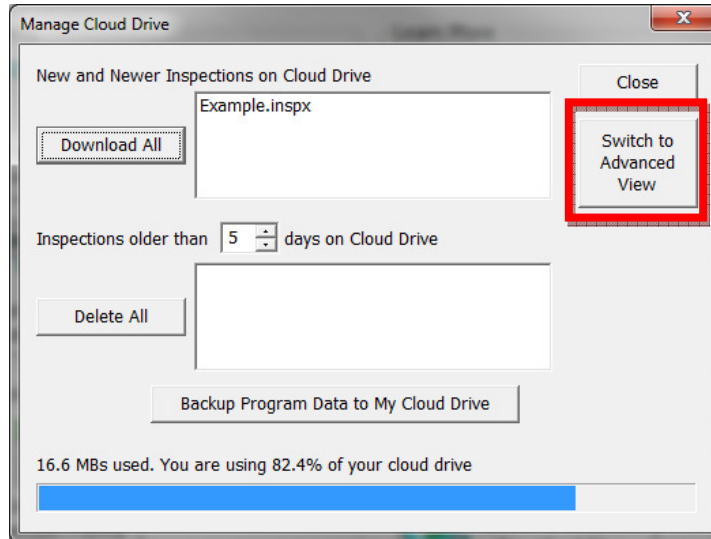 Manage Cloud Drive
Learn More
New and Newer Inspections on Cloud Drive
Close
Example.inspx
Download All
Switch to
Advanced
View
Inspections older than 5 days on Cloud Drive
Delete All
Backup Program Data to My Cloud Drive
16.6 MBs used. You are using 82.4% of your cloud drive